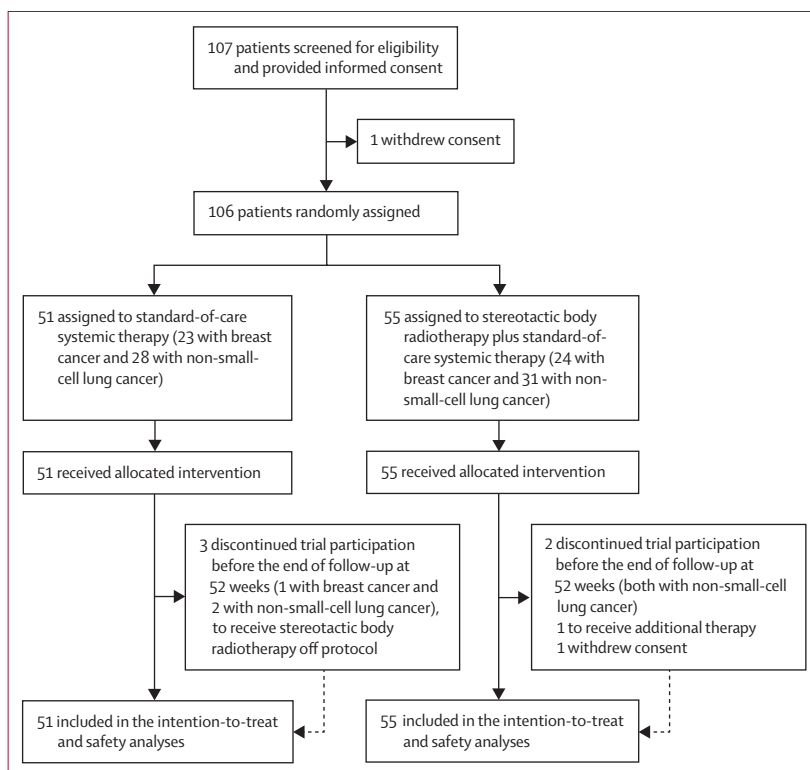 107 patients screened for eligibility
and provided informed consent
1 withdrew consent
106 patients randomly assigned
51 assigned to standard-of-care
systemic therapy (23 with breast
cancer and 28 with non-small-
cell lung cancer)
55 assigned to stereotactic body
radiotherapy plus standard-of-
care systemic therapy (24 with
breast cancer and 31 with non-
small-cell lung cancer)
51 received allocated intervention
55 received allocated intervention
3 discontinued trial participation
before the end of follow-up at
52 weeks (1 with breast cancer and
2 with non-small-cell lung cancer),
to receive stereotactic body
radiotherapy off protocol
2 discontinued trial participation
before the end of follow-up at
52 weeks (both with non-small-cell
lung cancer)
1 to receive additional therapy
1 withdrew consent
51 included in the intention-to-treat
and safety analyses
55 included in the intention-to-treat
and safety analyses